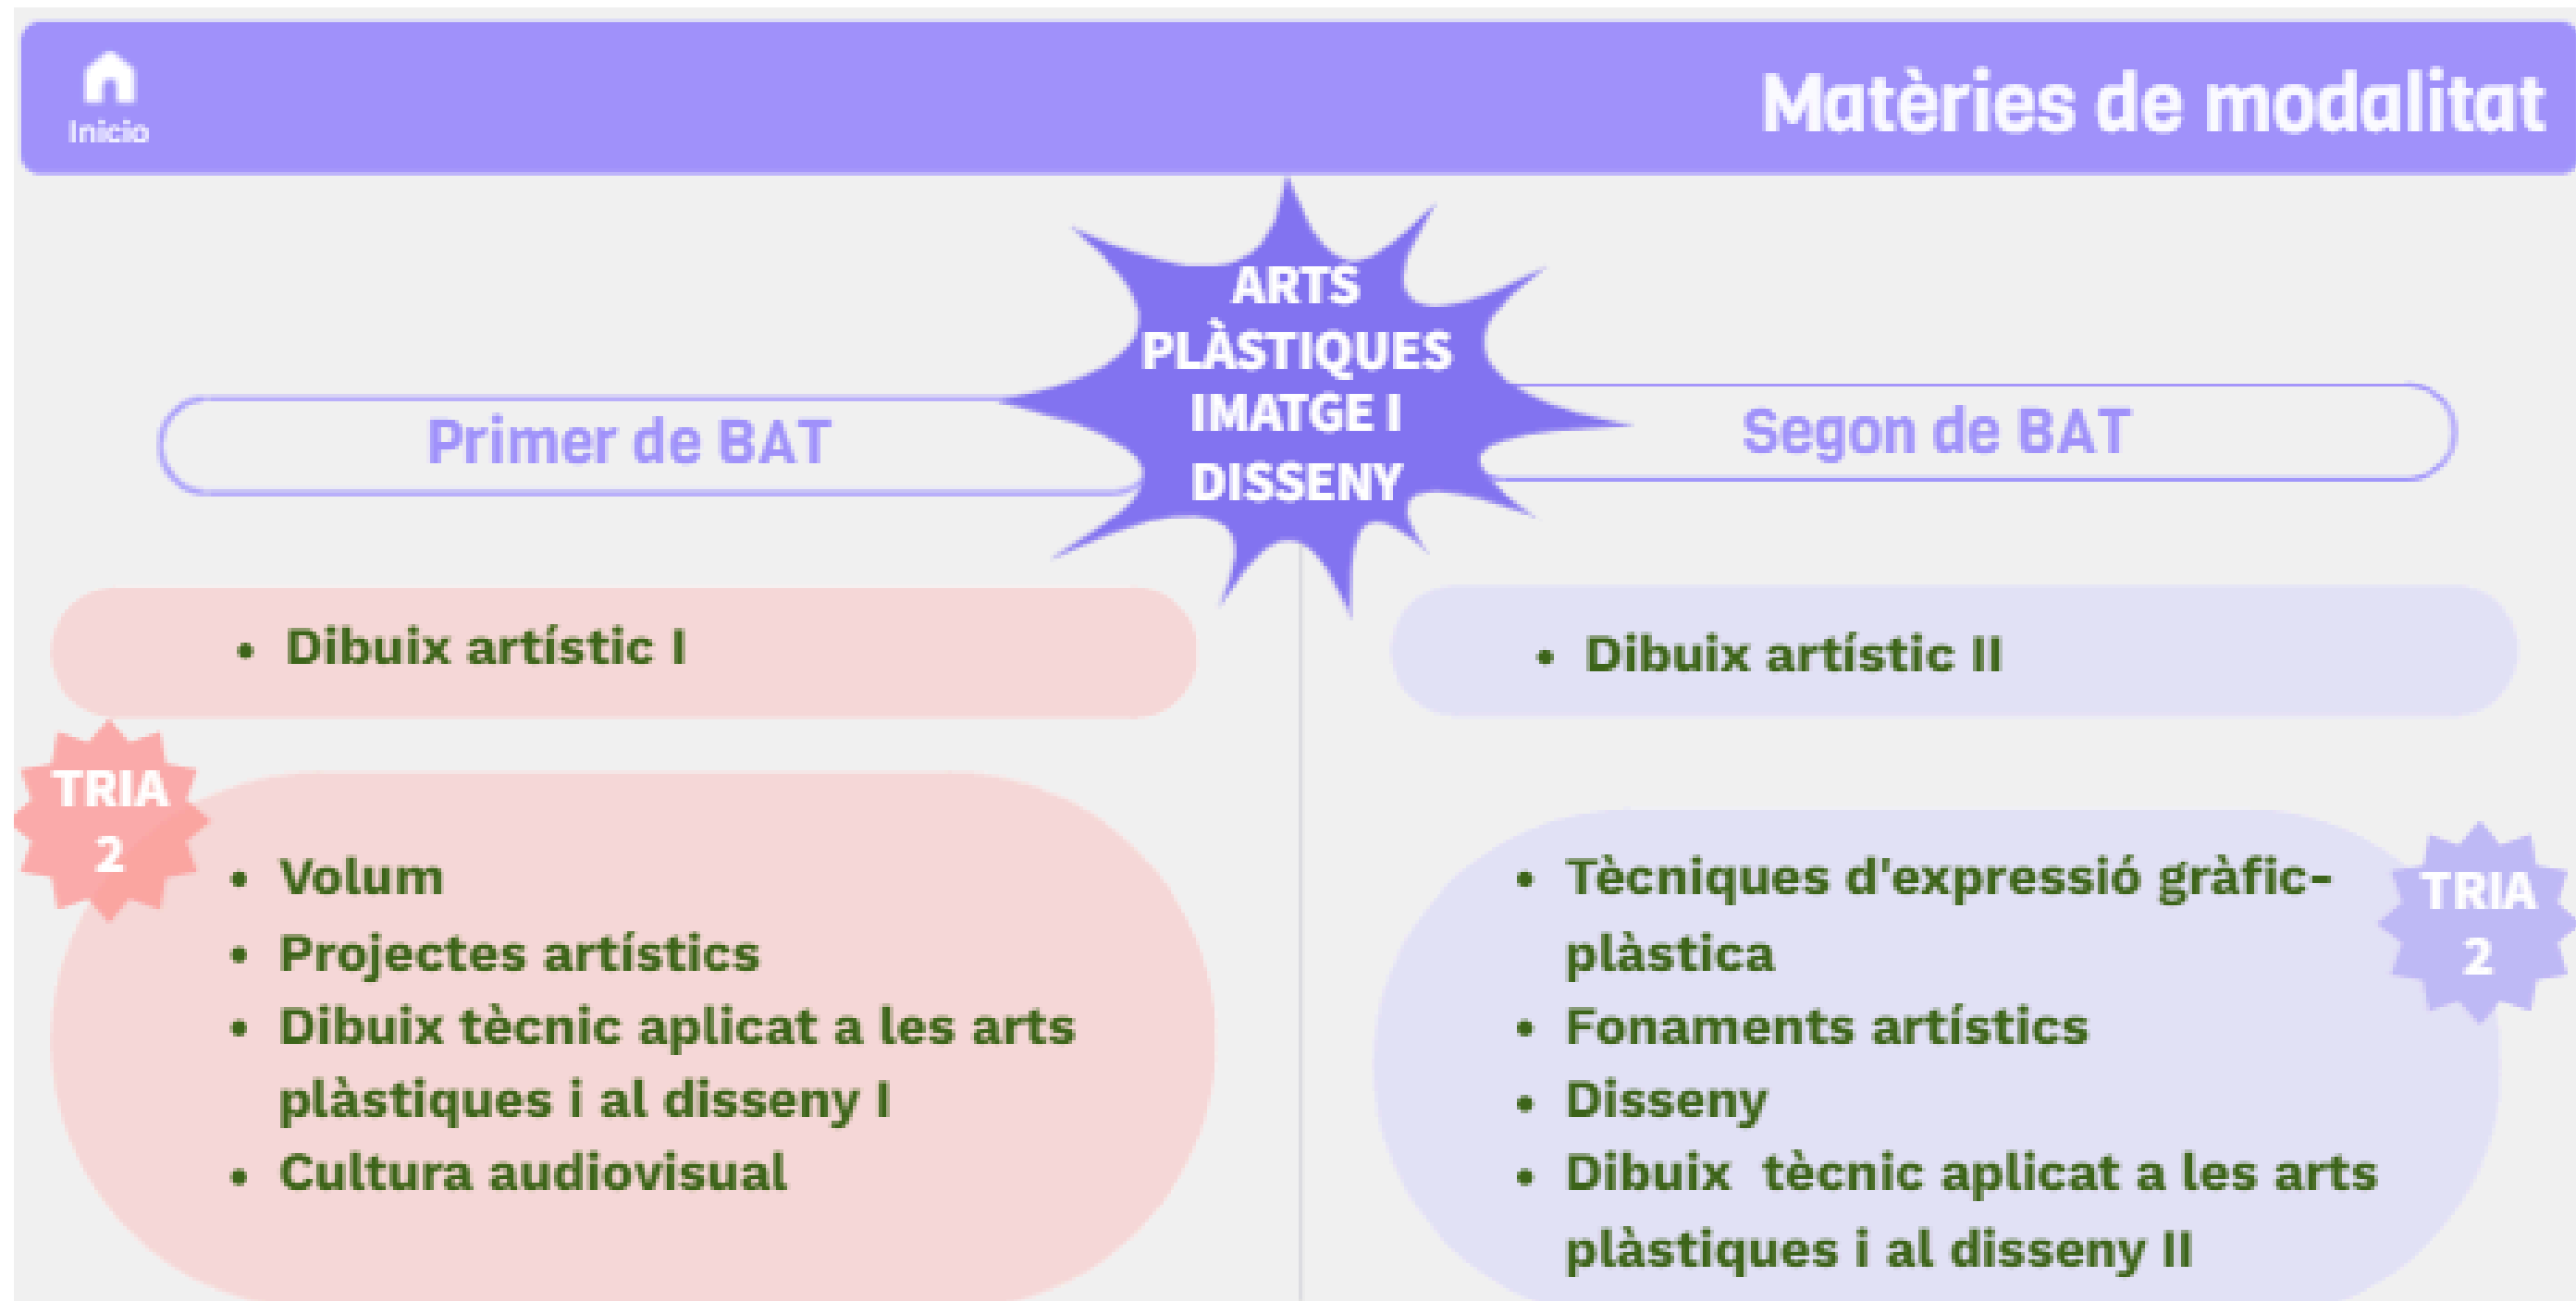 Inicio
Matèries de modalitat
ARTS
PLÀSTIQUES
IMATGE I
DISSENY
Primer de BAT
Segon de BAT
• Dibuix artístic I
• Dibuix artístic II
TRIA
2
• Volum
• Projectes artístics
• Dibuix tècnic aplicat a les arts
plàstiques i al disseny I
• Cultura audiovisual
• Tècniques d'expressió gràfic-
plàstica
• Fonaments artístics
• Disseny
• Dibuix  tècnic aplicat a les arts
plàstiques i al disseny II
TRIA
2